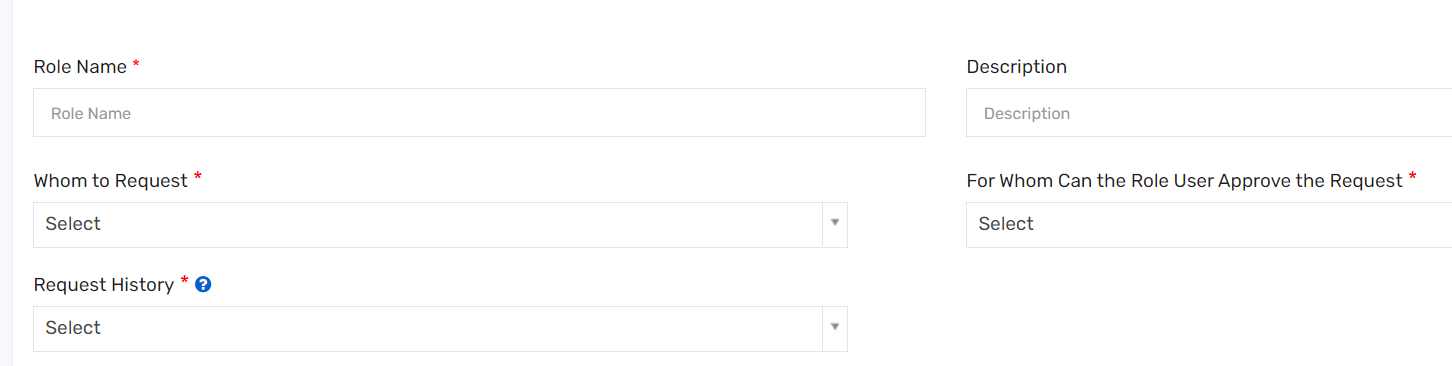 Role Name *
Description
Role Name
Description
Whom to Request *
For Whom Can the Role User Approve the Request *
Select
Select
Request History * ?
Select